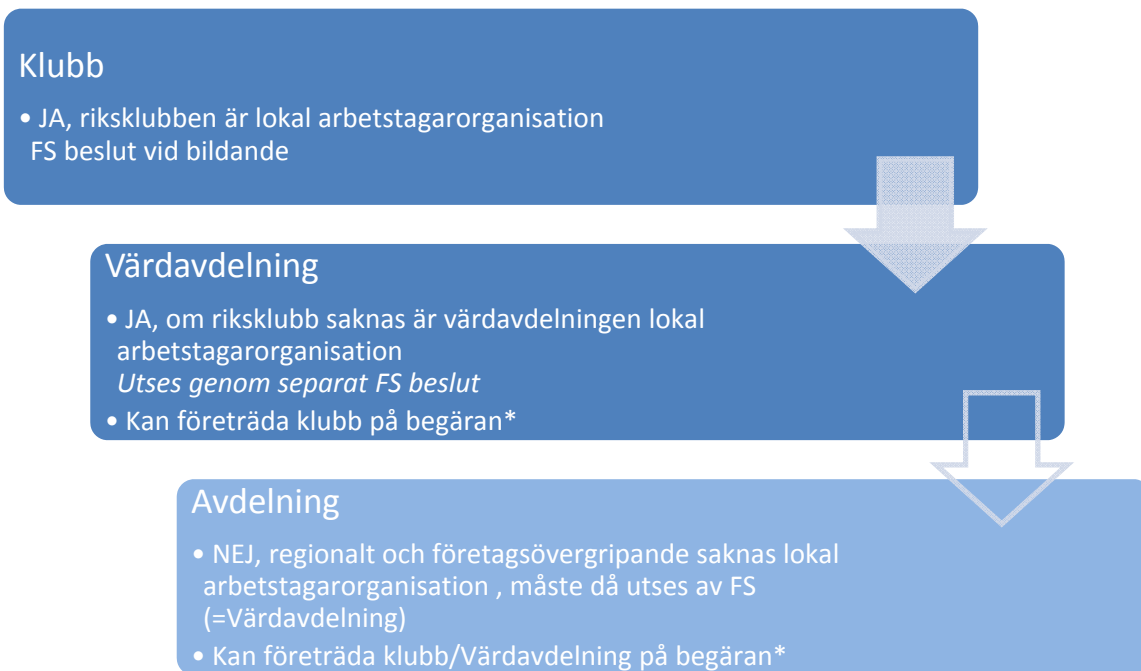 Klubb
• JA, riksklubben är lokal arbetstagarorganisation
FS beslut vid bildande
Värdavdelning
• JA, om riksklubb saknas är värdavdelningen lokal
arbetstagarorganisation
Utses genom separat FS beslut
• Kan företräda klubb på begäran*
Avdelning
• NEJ, regionalt och företagsövergripande saknas lokal
arbetstagarorganisation , måste då utses av FS
(=Värdavdelning)
• Kan företräda klubb/Värdavdelning på begäran*